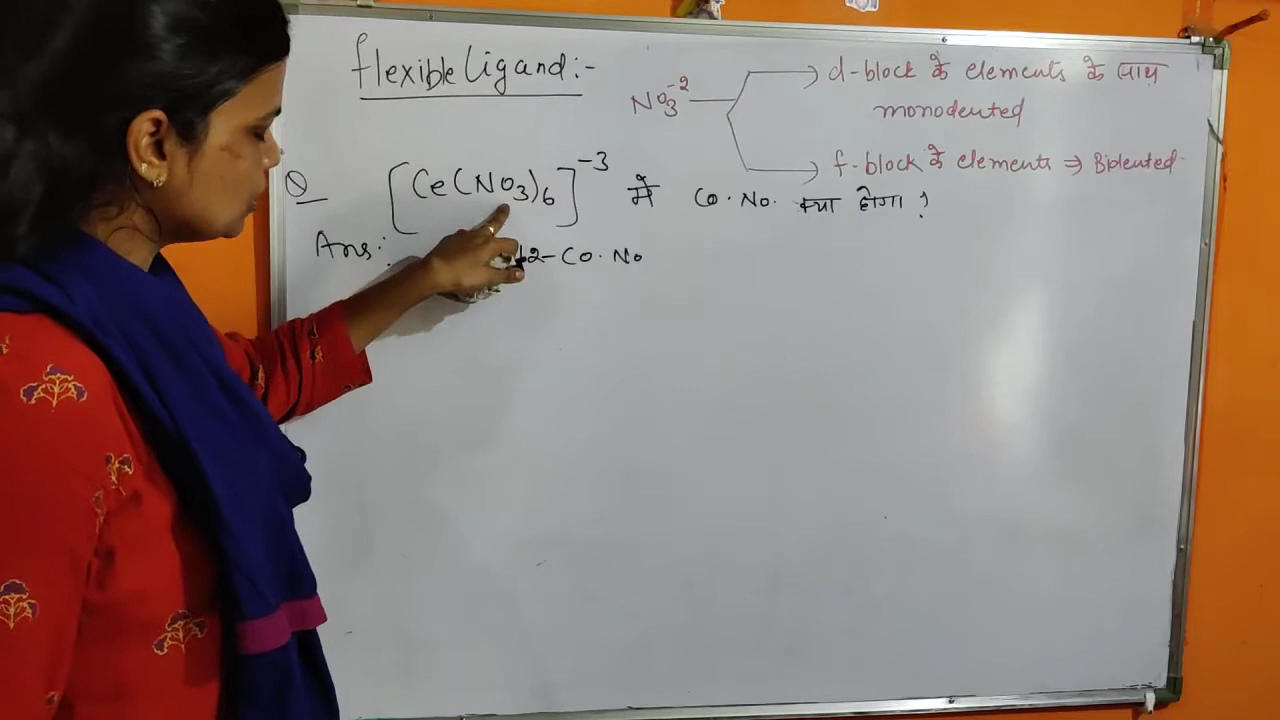 flexible Ligand:-
NO3^-2 → d-block के elements के साथ
monodented
→ f-block के elements ⇒ Bidented
Q [Ce(NO3)6]^-3 में Co. No. क्या होगा ?
Ans: 12- Co. No